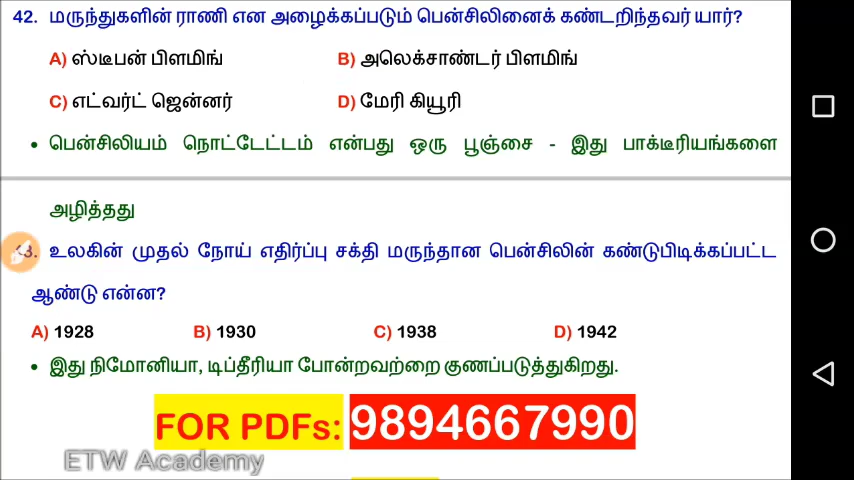 42. மருந்துகளின் ராணி என அழைக்கப்படும் பென்சிலினைக் கண்டறிந்தவர் யார்?
A) ஸ்டீபன் பிளமிங் B) அலெக்சாண்டர் பிளமிங்
C) எட்வர்ட் ஜென்னர் D) மேரி கியூரி
• பென்சிலியம் நொட்டேட்டம் என்பது ஒரு பூஞ்சை - இது பாக்டீரியங்களை
அழித்தது
3. உலகின் முதல் நோய் எதிர்ப்பு சக்தி மருந்தான பென்சிலின் கண்டுபிடிக்கப்பட்ட
ஆண்டு என்ன?
A) 1928 B) 1930 C) 1938 D) 1942
• இது நிமோனியா, டிப்தீரியா போன்றவற்றை குணப்படுத்துகிறது.
FOR PDFs: 9894667990
ETW Academy